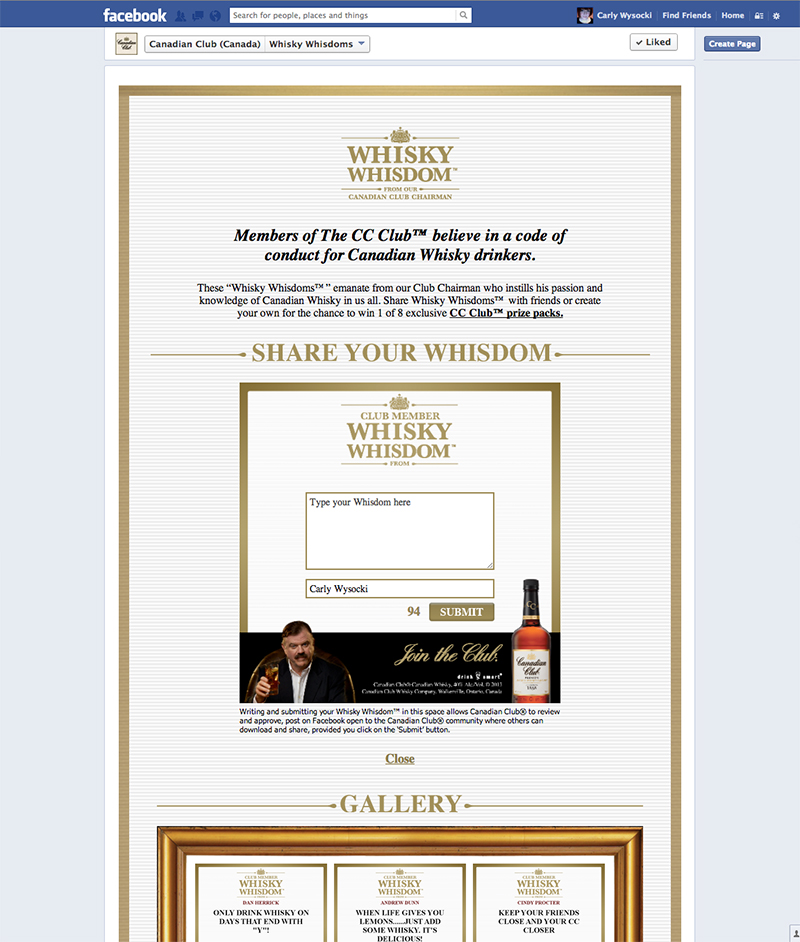 facebook
Search for people, places and things
Carly Wysocki
Find Friends
Home
Canadian Club
Canadian Club (Canada)
Whisky Whisdoms
✓ Liked
Create Page
WHISKY
WHISDOM™
FROM OUR
CANADIAN CLUB CHAIRMAN
Members of The CC Club™ believe in a code of
conduct for Canadian Whisky drinkers.
These “Whisky Whisdoms™ ” emanate from our Club Chairman who instills his passion and
knowledge of Canadian Whisky in us all. Share Whisky Whisdoms™ with friends or create
your own for the chance to win 1 of 8 exclusive CC Club™ prize packs.
SHARE YOUR WHISDOM
CLUB MEMBER
WHISKY
WHISDOM™
FROM
Type your Whisdom here
Carly Wysocki
94
SUBMIT
Join the Club.
drink smart®
Canadian Club® Canadian Whisky, 40% Alc./Vol. © 2013
Canadian Club Whisky Company, Walkerville, Ontario, Canada
CC
Canadian Club
Writing and submitting your Whisky Whisdom™ in this space allows Canadian Club® to review
and approve, post on Facebook open to the Canadian Club® community where others can
download and share, provided you click on the 'Submit' button.
Close
GALLERY
CLUB MEMBER
WHISKY
WHISDOM™
FROM
DAN HERRICK
ONLY DRINK WHISKY ON
DAYS THAT END WITH
"Y"!
CLUB MEMBER
WHISKY
WHISDOM™
FROM
ANDREW DUNN
WHEN LIFE GIVES YOU
LEMONS.....JUST ADD
SOME WHISKY. IT'S
DELICIOUS!
CLUB MEMBER
WHISKY
WHISDOM™
FROM
CINDY PROCTER
KEEP YOUR FRIENDS
CLOSE AND YOUR CC
CLOSER